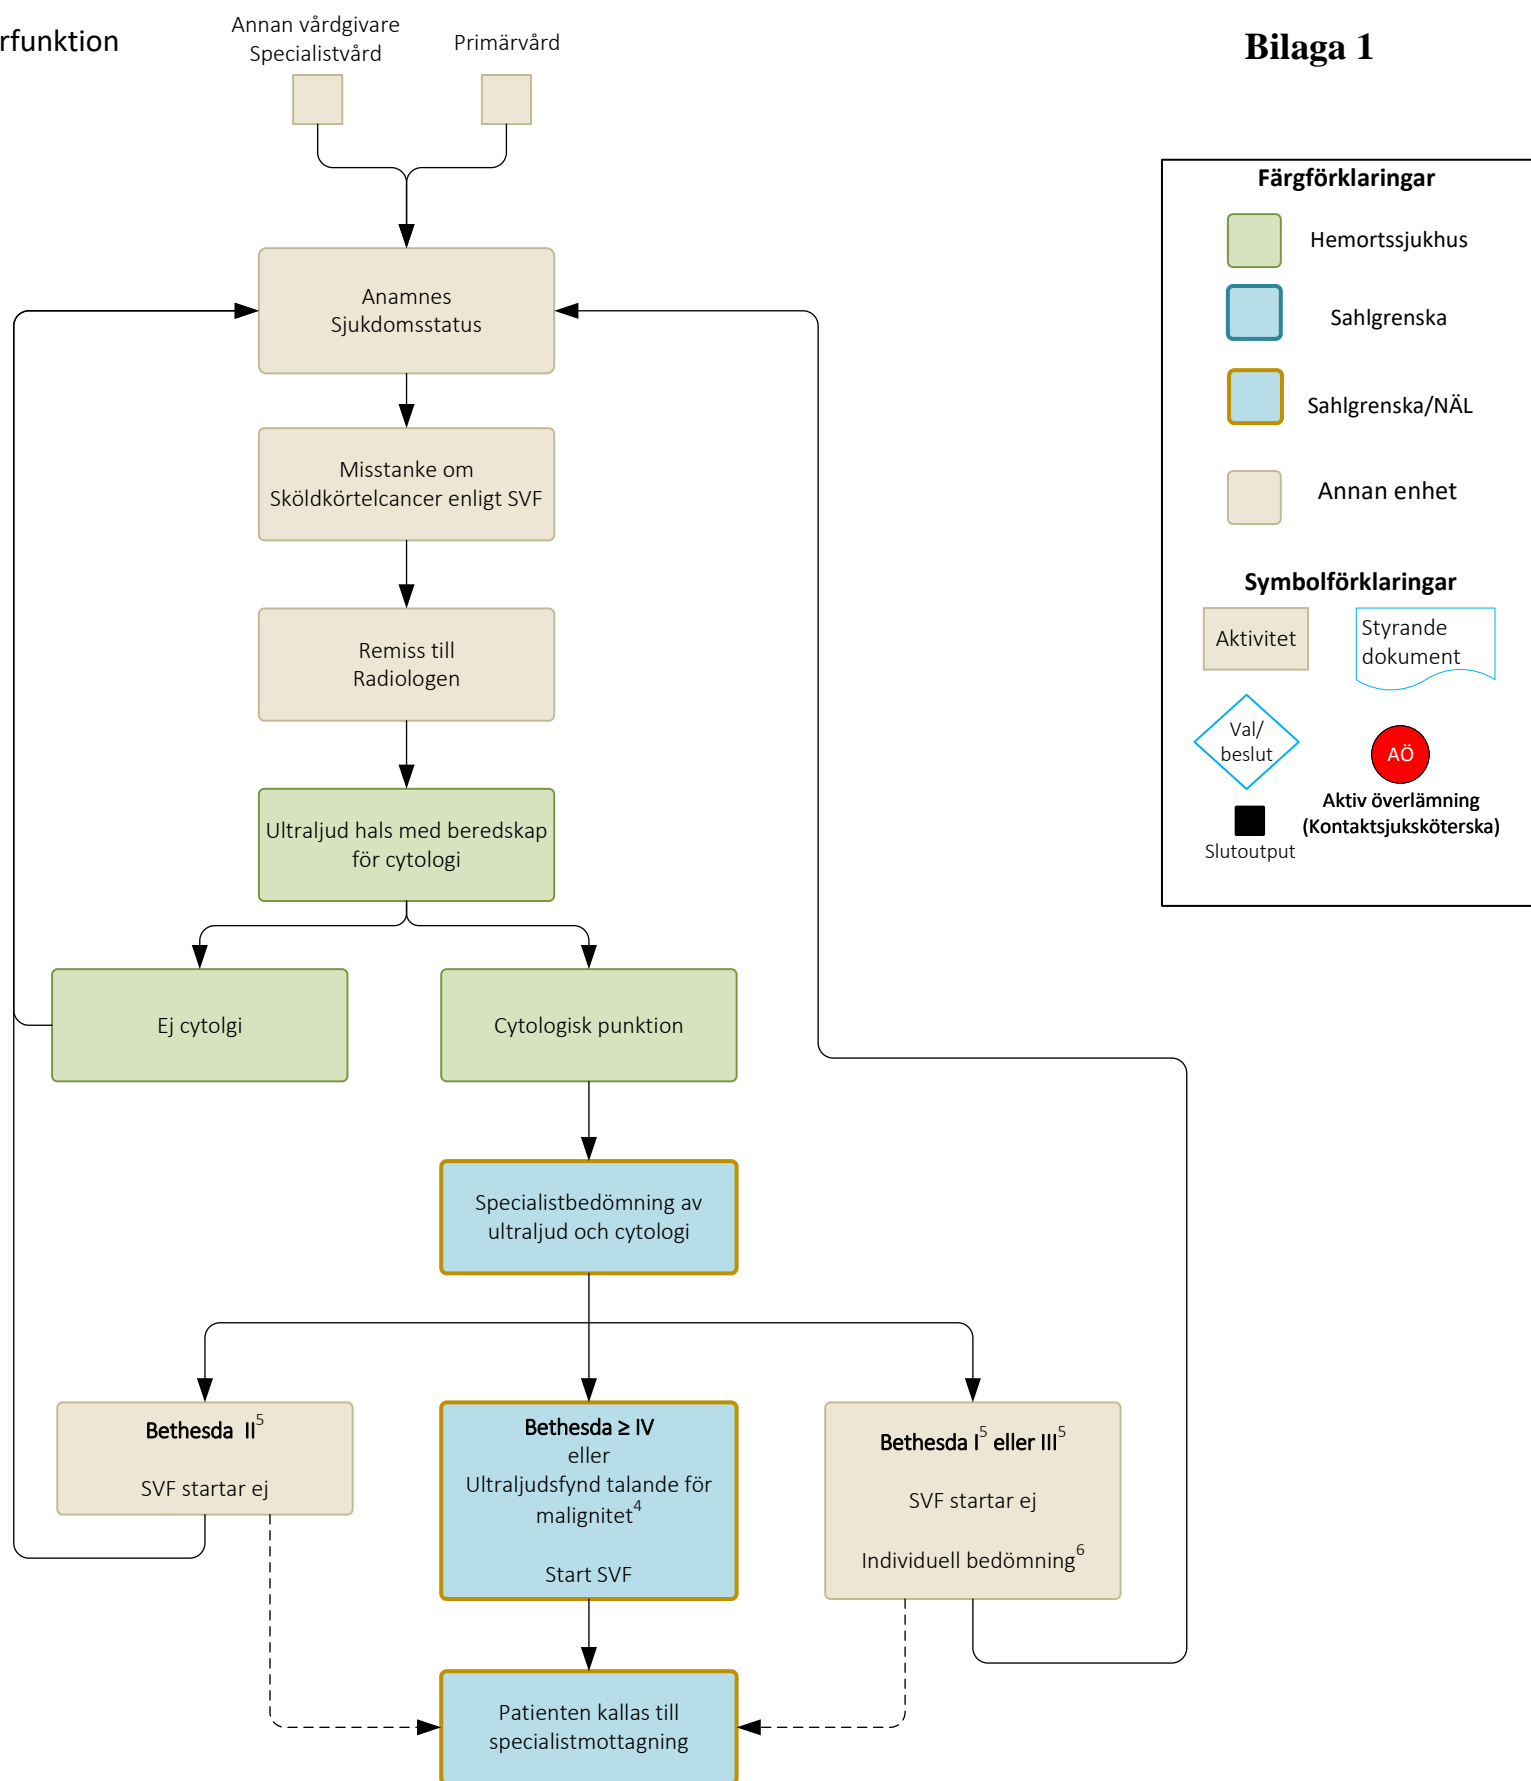 rfunktion
Annan vårdgivare
Specialistvård
Primärvård
Bilaga 1
Anamnes
Sjukdomsstatus
Misstanke om
Sköldkörtelcancer enligt SVF
Remiss till
Radiologen
Ultraljud hals med beredskap
för cytologi
Ej cytolgi
Cytologisk punktion
Specialistbedömning av
ultraljud och cytologi
Bethesda II⁵
SVF startar ej
Bethesda ≥ IV
eller
Ultraljudsfynd talande för
malignitet⁴
Start SVF
Bethesda I⁵ eller III⁵
SVF startar ej
Individuell bedömning⁶
Patienten kallas till
specialistmottagning
Färgförklaringar
Hemortssjukhus
Sahlgrenska
Sahlgrenska/NÄL
Annan enhet
Symbolförklaringar
Aktivitet
Styrande
dokument
Val/
beslut
AÖ
Aktiv överlämning
(Kontaktsjuksköterska)
Slutoutput